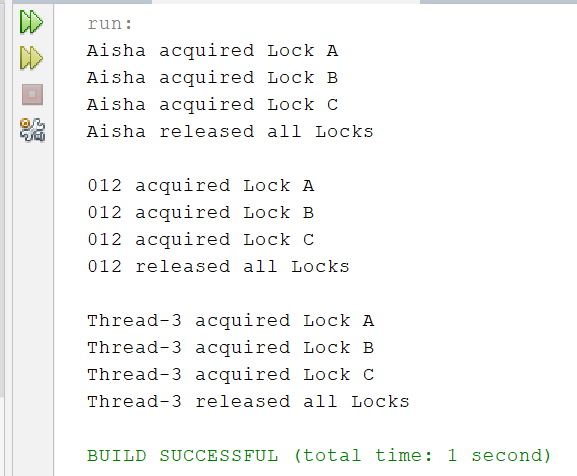 run:
Aisha acquired Lock A
Aisha acquired Lock B
Aisha acquired Lock C
Aisha released all Locks
012 acquired Lock A
012 acquired Lock B
012 acquired Lock C
012 released all Locks
Thread-3 acquired Lock A
Thread-3 acquired Lock B
Thread-3 acquired Lock C
Thread-3 released all Locks
BUILD SUCCESSFUL (total time: 1 second)